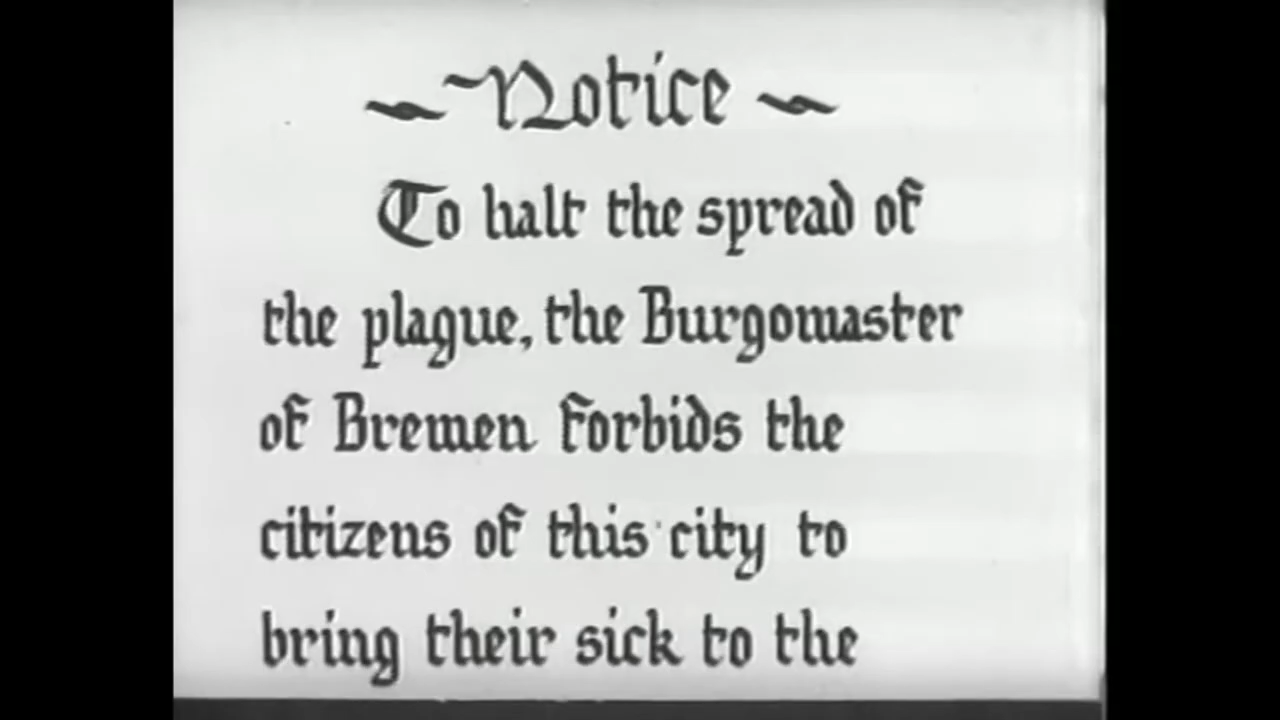 ~ Notice ~
To halt the spread of
the plague, the Burgomaster
of Bremen forbids the
citizens of this city to
bring their sick to the